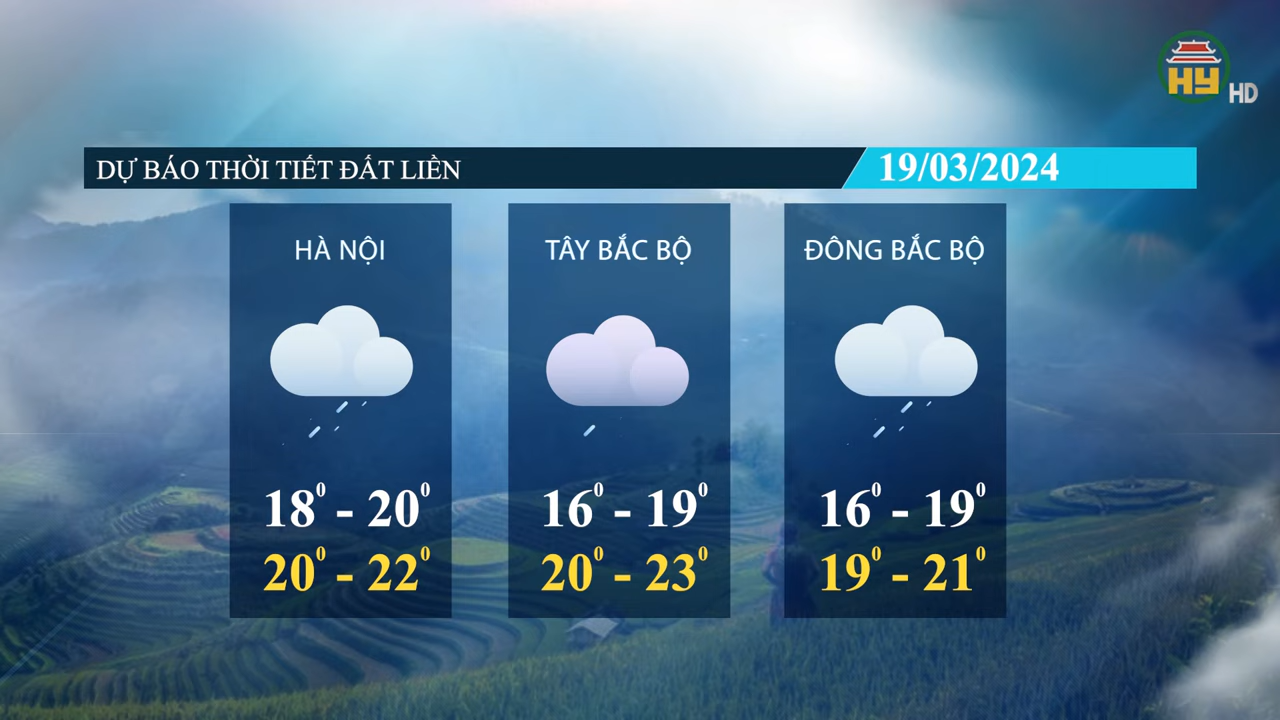 HY HD
DỰ BÁO THỜI TIẾT ĐẤT LIỀN 19/03/2024
HÀ NỘI
18⁰ - 20⁰
20⁰ - 22⁰
TÂY BẮC BỘ
16⁰ - 19⁰
20⁰ - 23⁰
ĐÔNG BẮC BỘ
16⁰ - 19⁰
19⁰ - 21⁰